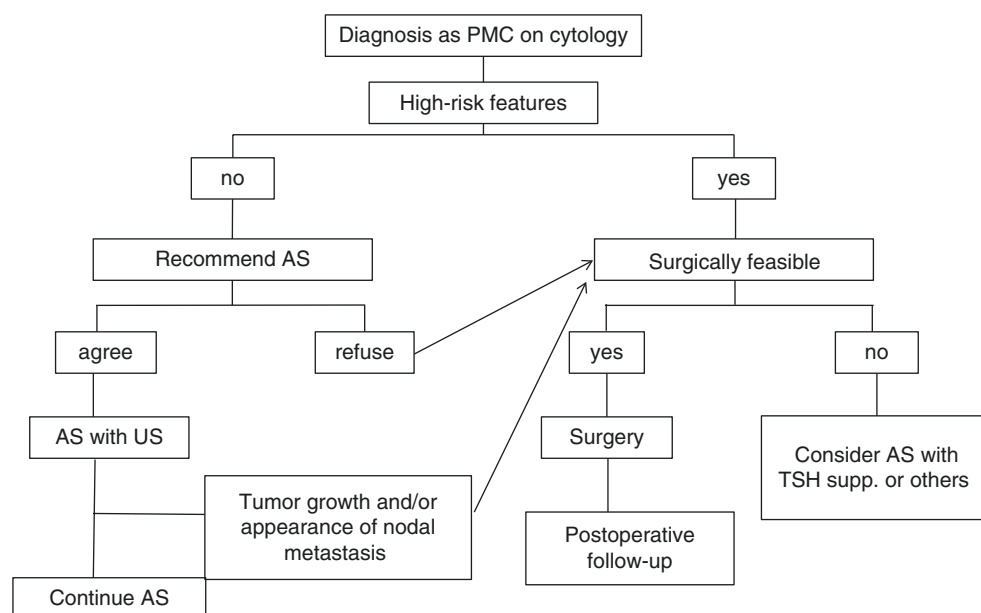 Diagnosis as PMC on cytology
High-risk features
no
yes
Recommend AS
Surgically feasible
agree
refuse
yes
no
AS with US
Surgery
Consider AS with
TSH supp. or others
Tumor growth and/or
appearance of nodal
metastasis
Postoperative
follow-up
Continue AS